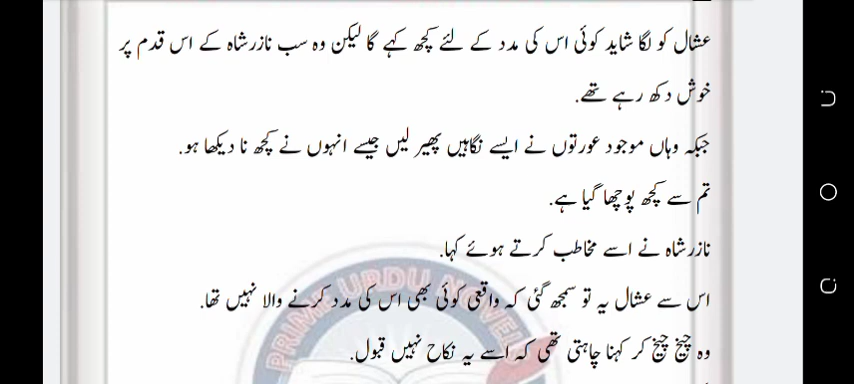 عشال کو لگا شاید کوئی اس کی مدد کے لئے کچھ کہے گا لیکن وہ سب نازرشاہ کے اس قدم پر
خوش دکھ رہے تھے.
جبکہ وہاں موجود عورتوں نے ایسے نگاہیں پھیر لیں جیسے انہوں نے کچھ نا دیکھا ہو.
تم سے کچھ پوچھا گیا ہے.
نازرشاہ نے اسے مخاطب کرتے ہوئے کہا.
اس سے عشال یہ تو سمجھ گئی کہ واقعی کوئی بھی اس کی مدد کرنے والا نہیں تھا.
وہ چیخ چیخ کر کہنا چاہتی تھی کہ اسے یہ نکاح نہیں قبول.
PRIME URDU NOVELS